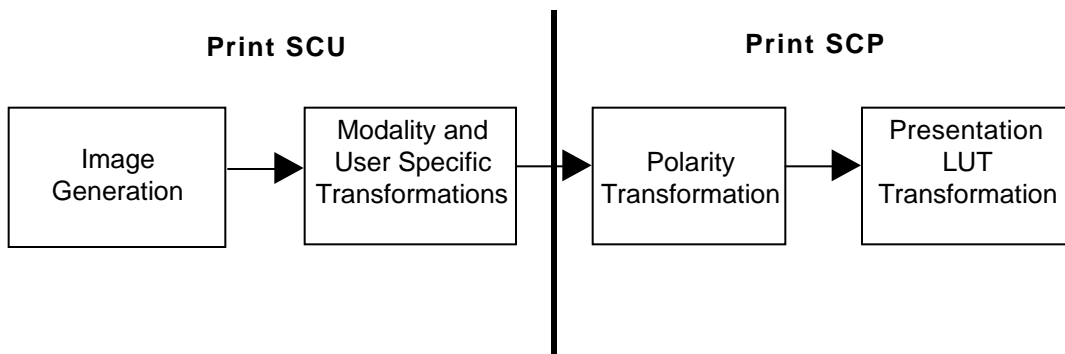 Print SCU
Print SCP
Image
Generation
Modality and
User Specific
Transformations
Polarity
Transformation
Presentation
LUT
Transformation